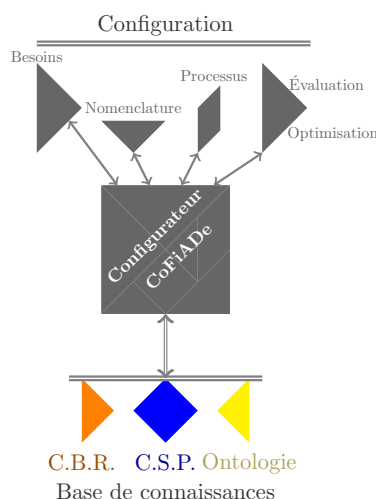 Configuration
Besoins
Processus
Évaluation
Nomenclature
Optimisation
Configurateur
CoFiADe
C.B.R. C.S.P. Ontologie
Base de connaissances